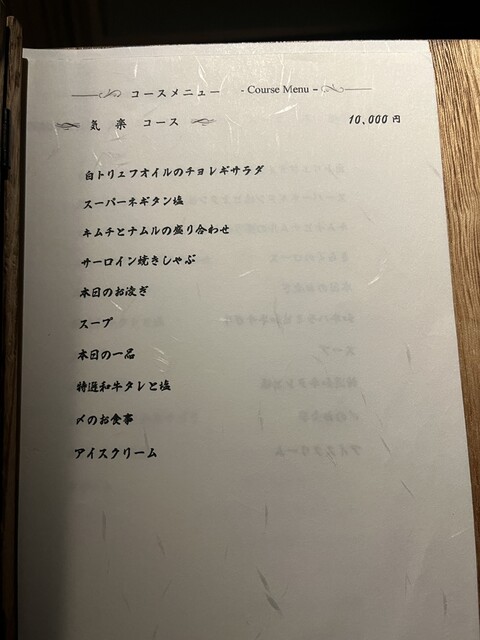 コースメニュー - Course Menu -
気 楽 コース 10,000 円
白トリュフオイルのチョレギサラダ
スーパーネギタン塩
キムチとナムルの盛り合わせ
サーロイン焼きしゃぶ
本日のお凌ぎ
スープ
本日の一品
特選和牛タレと塩
〆のお食事
アイスクリーム